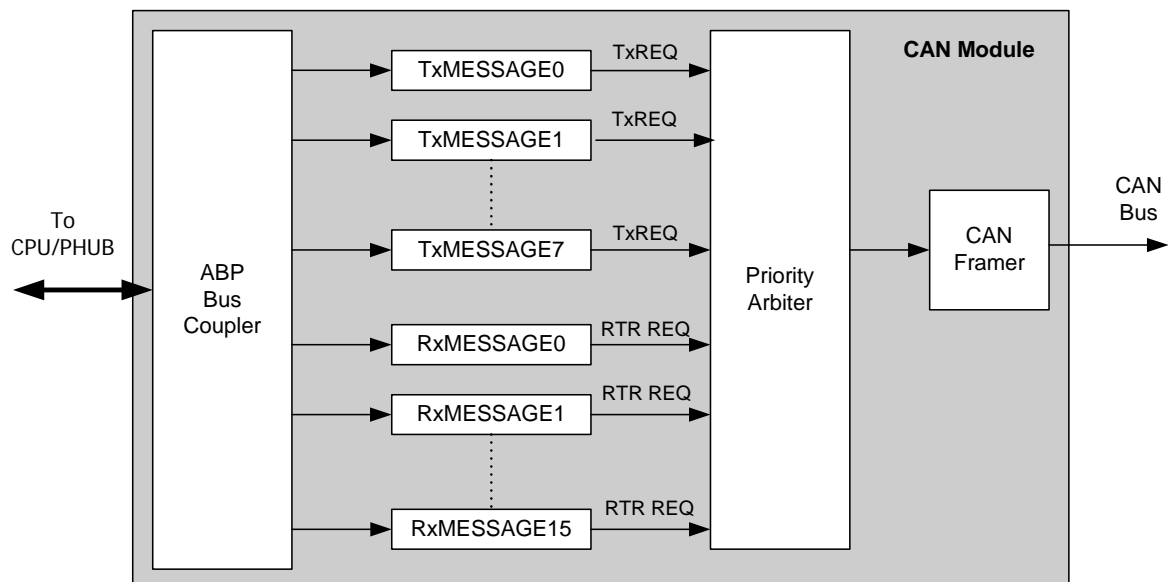 CAN Module
TxMESSAGE0
TxREQ
TxMESSAGE1
TxREQ
TxMESSAGE7
TxREQ
To
CPU/PHUB
ABP
Bus
Coupler
RxMESSAGE0
RTR REQ
RxMESSAGE1
RTR REQ
RxMESSAGE15
RTR REQ
Priority
Arbiter
CAN
Framer
CAN
Bus